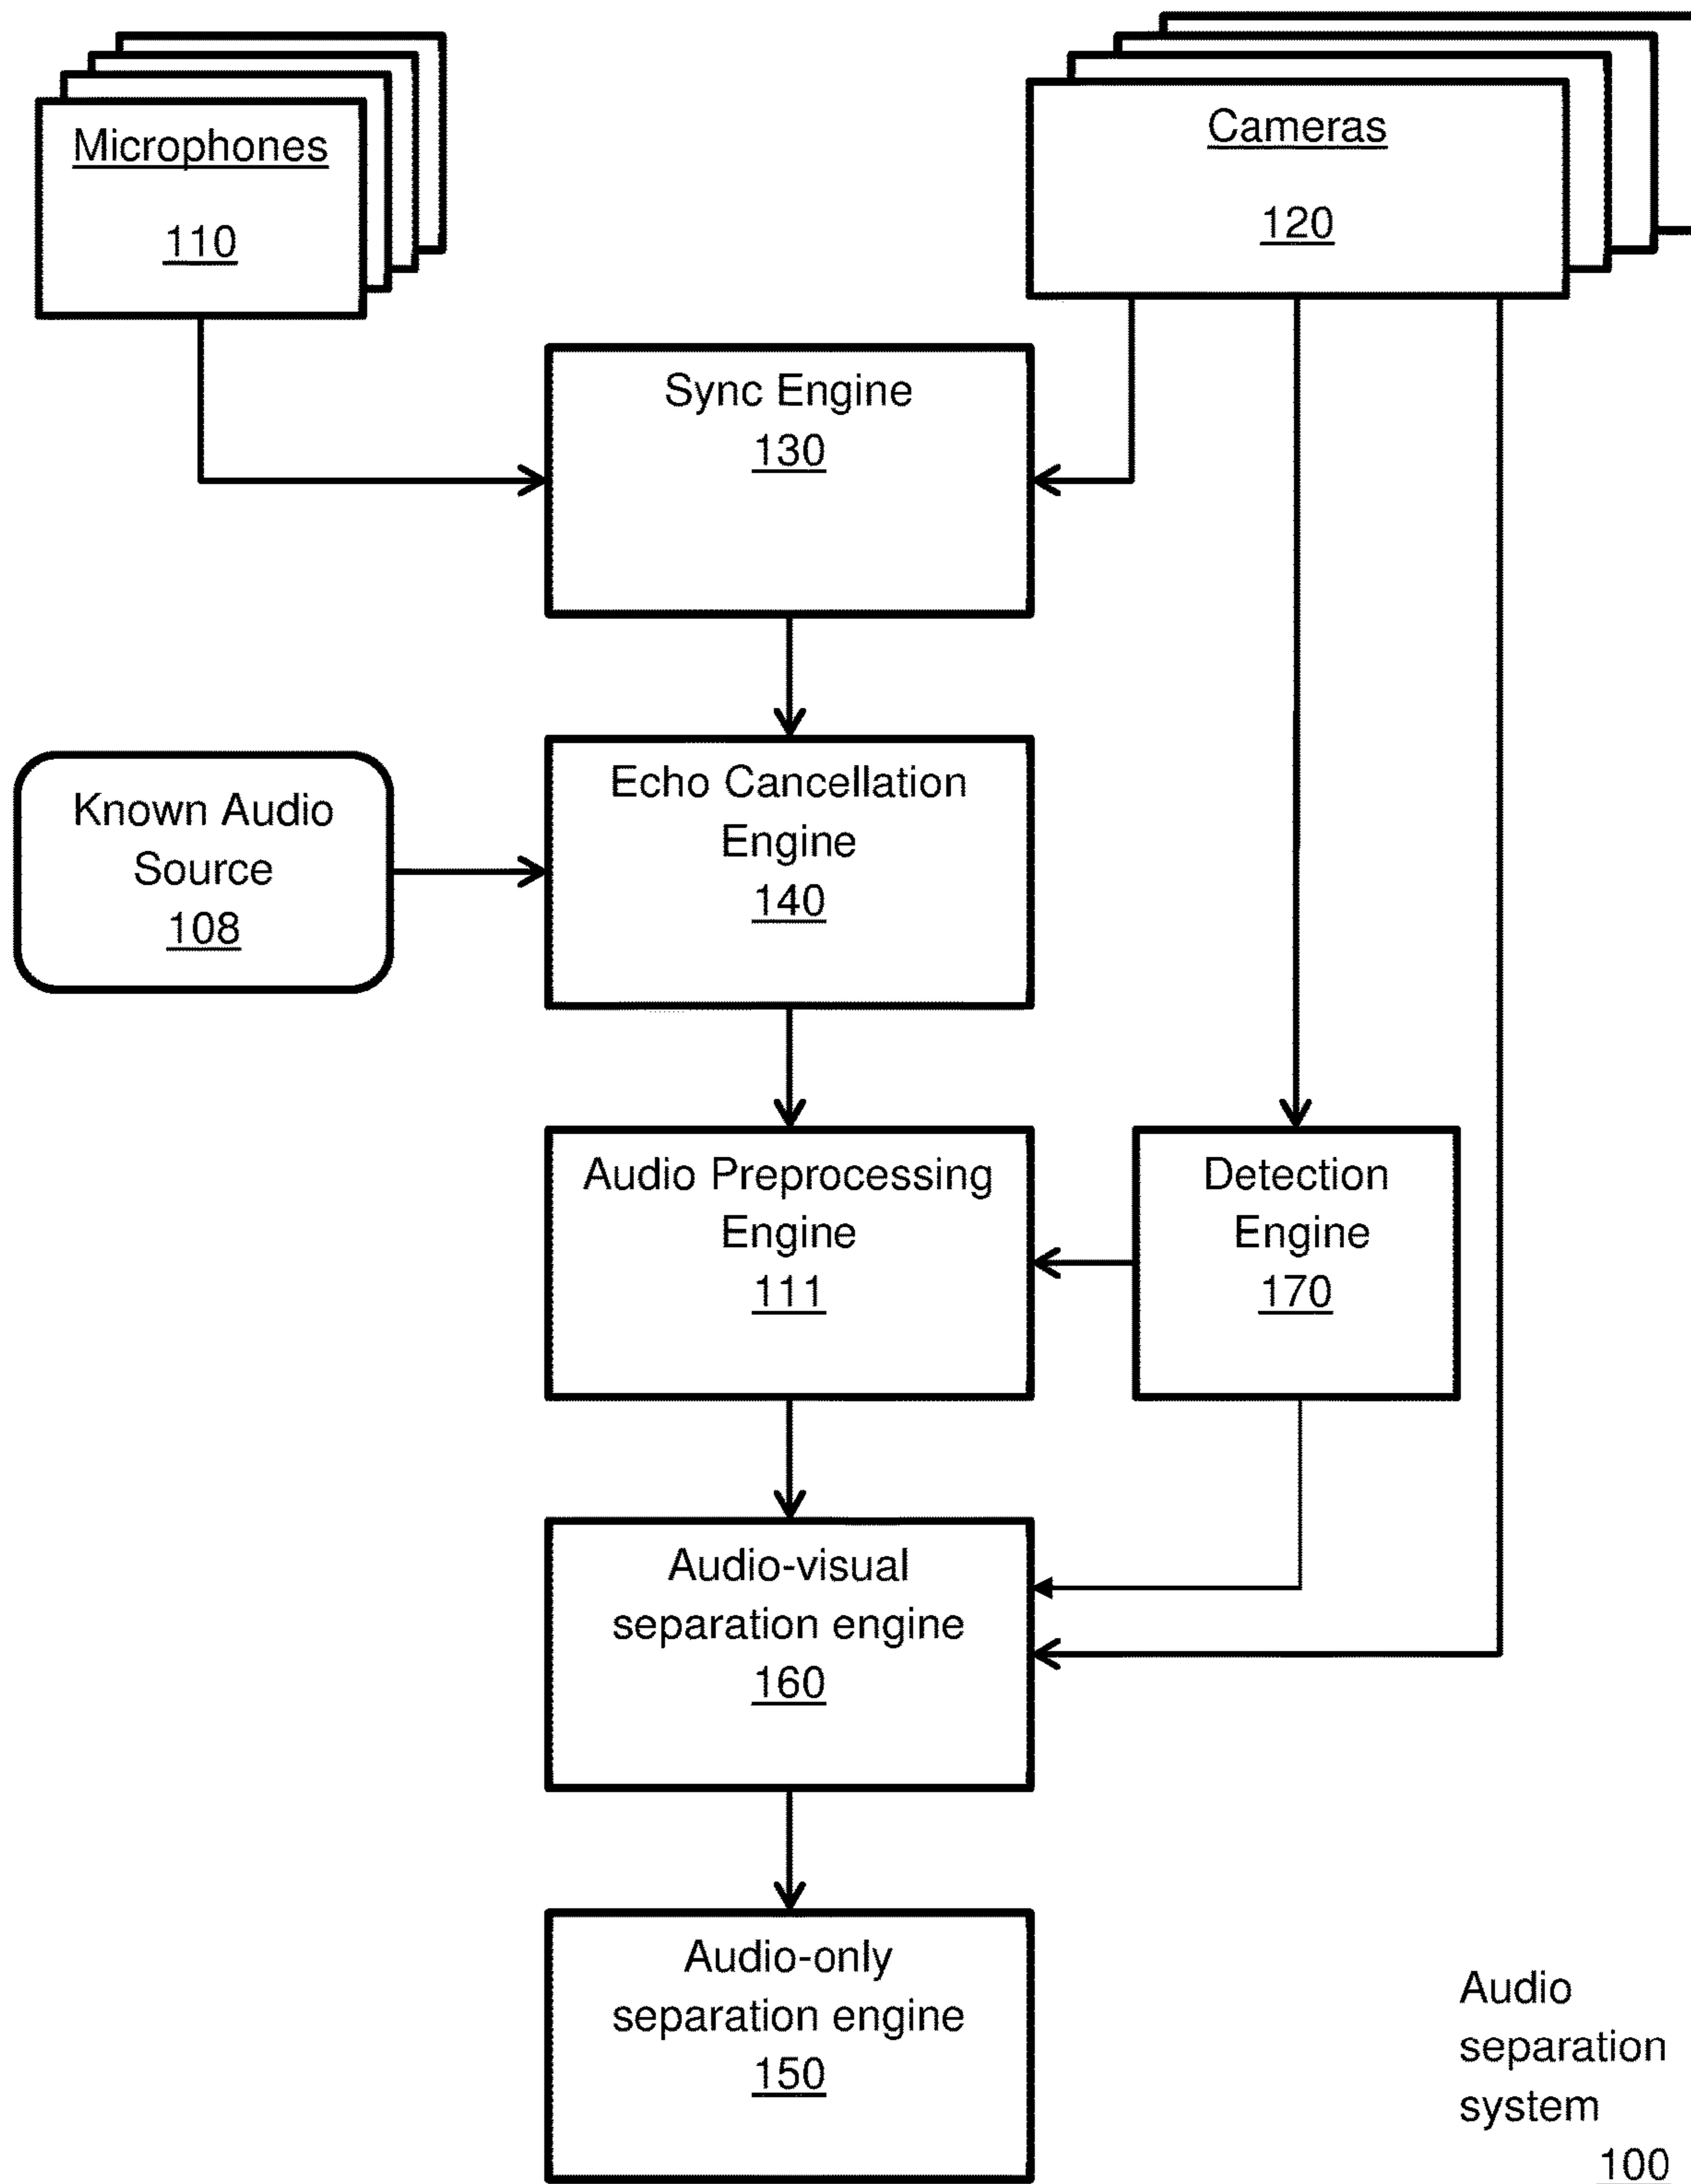 Microphones
110
Cameras
120
Sync Engine
130
Known Audio
Source
108
Echo Cancellation
Engine
140
Audio Preprocessing
Engine
111
Detection
Engine
170
Audio-visual
separation engine
160
Audio-only
separation engine
150
Audio
separation
system
100